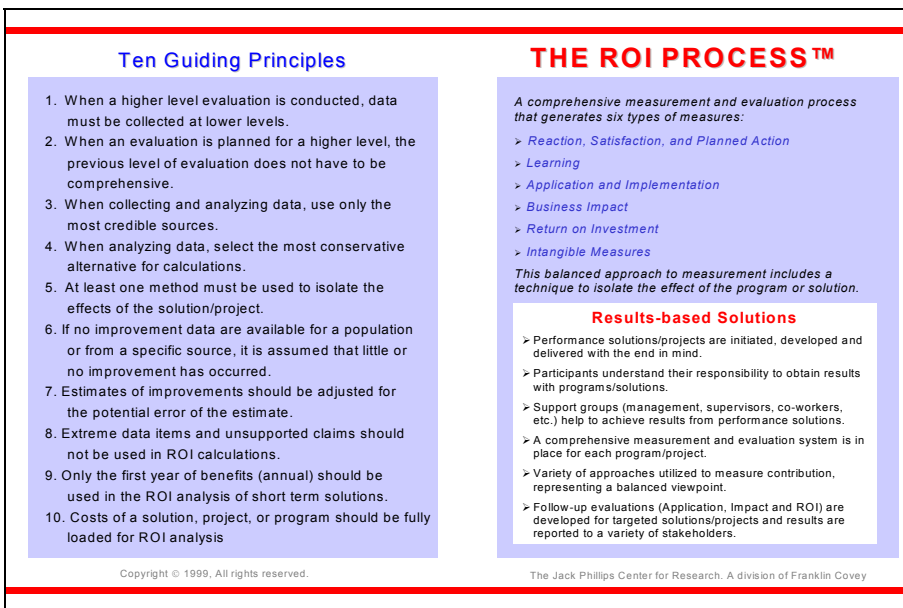 Ten Guiding Principles
1. When a higher level evaluation is conducted, data
must be collected at lower levels.
2. When an evaluation is planned for a higher level, the
previous level of evaluation does not have to be
comprehensive.
3. When collecting and analyzing data, use only the
most credible sources.
4. When analyzing data, select the most conservative
alternative for calculations.
5. At least one method must be used to isolate the
effects of the solution/project.
6. If no improvement data are available for a population
or from a specific source, it is assumed that little or
no improvement has occurred.
7. Estimates of improvements should be adjusted for
the potential error of the estimate.
8. Extreme data items and unsupported claims should
not be used in ROI calculations.
9. Only the first year of benefits (annual) should be
used in the ROI analysis of short term solutions.
10. Costs of a solution, project, or program should be fully
loaded for ROI analysis
Copyright © 1999, All rights reserved.
THE ROI PROCESS™
A comprehensive measurement and evaluation process
that generates six types of measures:
➢ Reaction, Satisfaction, and Planned Action
➢ Learning
➢ Application and Implementation
➢ Business Impact
➢ Return on Investment
➢ Intangible Measures
This balanced approach to measurement includes a
technique to isolate the effect of the program or solution.
Results-based Solutions
➢ Performance solutions/projects are initiated, developed and
delivered with the end in mind.
➢ Participants understand their responsibility to obtain results
with programs/solutions.
➢ Support groups (management, supervisors, co-workers,
etc.) help to achieve results from performance solutions.
➢ A comprehensive measurement and evaluation system is in
place for each program/project.
➢ Variety of approaches utilized to measure contribution,
representing a balanced viewpoint.
➢ Follow-up evaluations (Application, Impact and ROI) are
developed for targeted solutions/projects and results are
reported to a variety of stakeholders.
The Jack Phillips Center for Research. A division of Franklin Covey